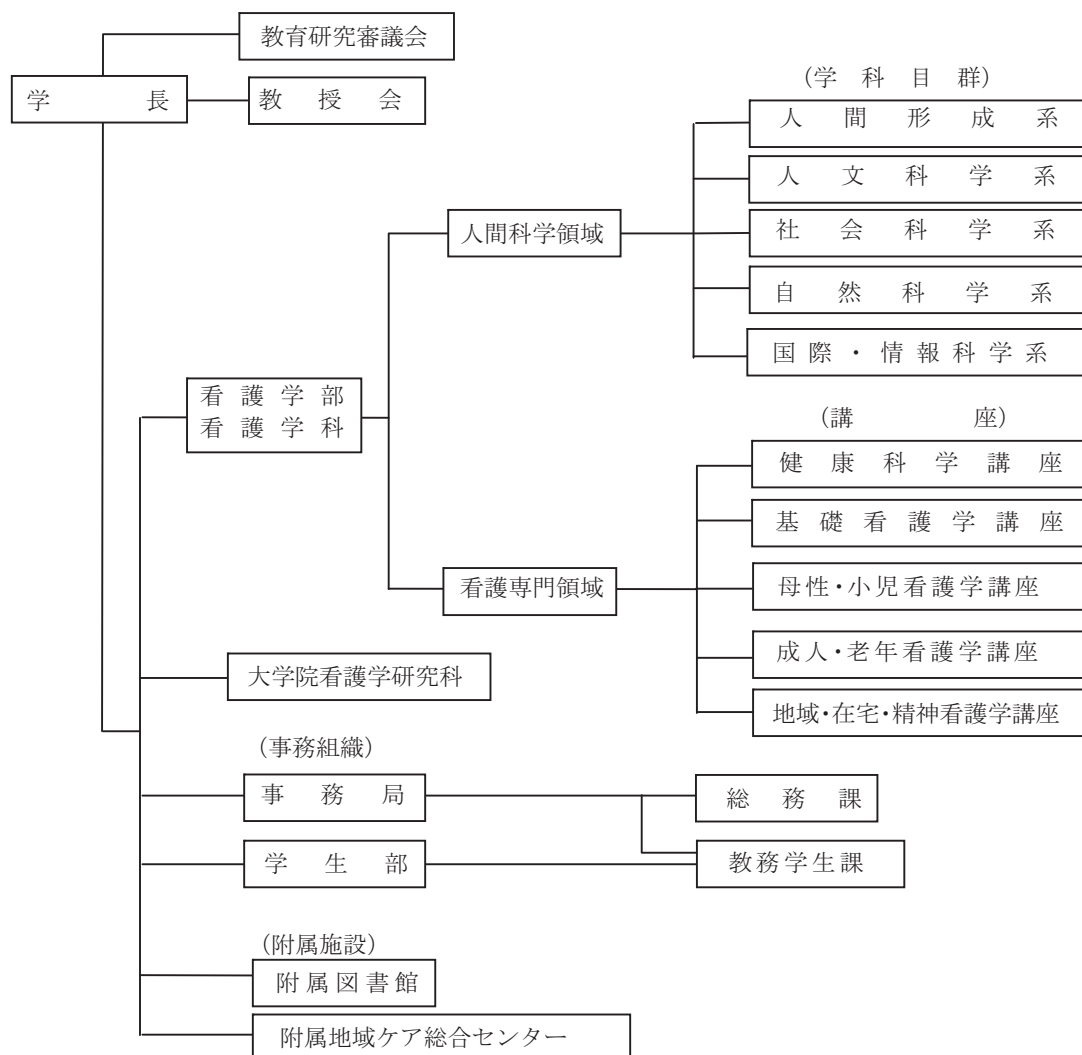 教育研究審議会
学長
教授会
(学科目群)
人間形成系
人文科学系
人間科学領域
社会科学系
自然科学系
国際・情報科学系
看護学部
看護学科
(講座)
健康科学講座
基礎看護学講座
看護専門領域
母性・小児看護学講座
成人・老年看護学講座
地域・在宅・精神看護学講座
大学院看護学研究科
(事務組織)
事務局
総務課
学生部
教務学生課
(附属施設)
附属図書館
附属地域ケア総合センター